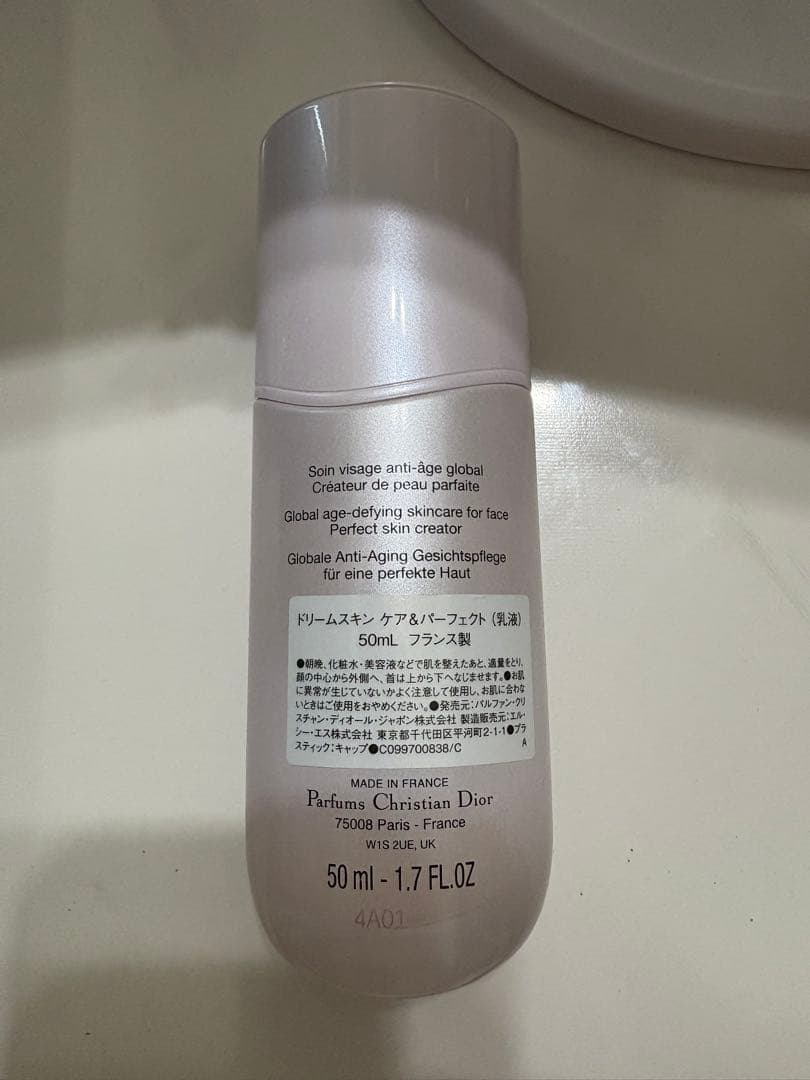 Soin visage anti-âge global
Créateur de peau parfaite
Global age-defying skincare for face
Perfect skin creator
Globale Anti-Aging Gesichtspflege
für eine perfekte Haut
ドリームスキン ケア&パーフェクト (乳液)
50mL フランス製
●朝晩、化粧水・美容液などで肌を整えたあと、適量をとり、
顔の中心から外側へ、首は上から下へなじませます。●お肌
に異常が生じていないかよく注意して使用し、お肌に合わな
いときはご使用をおやめください。●発売元:パルファン・クリ
スチャン・ディオール・ジャポン株式会社 製造販売元:エル・
シー・エス株式会社 東京都千代田区平河町2-1-1●プラ
スティック:キャップ●C099700838/C A
MADE IN FRANCE
Parfums Christian Dior
75008 Paris - France
W1S 2UE, UK
50 ml - 1.7 FL.OZ
4A01